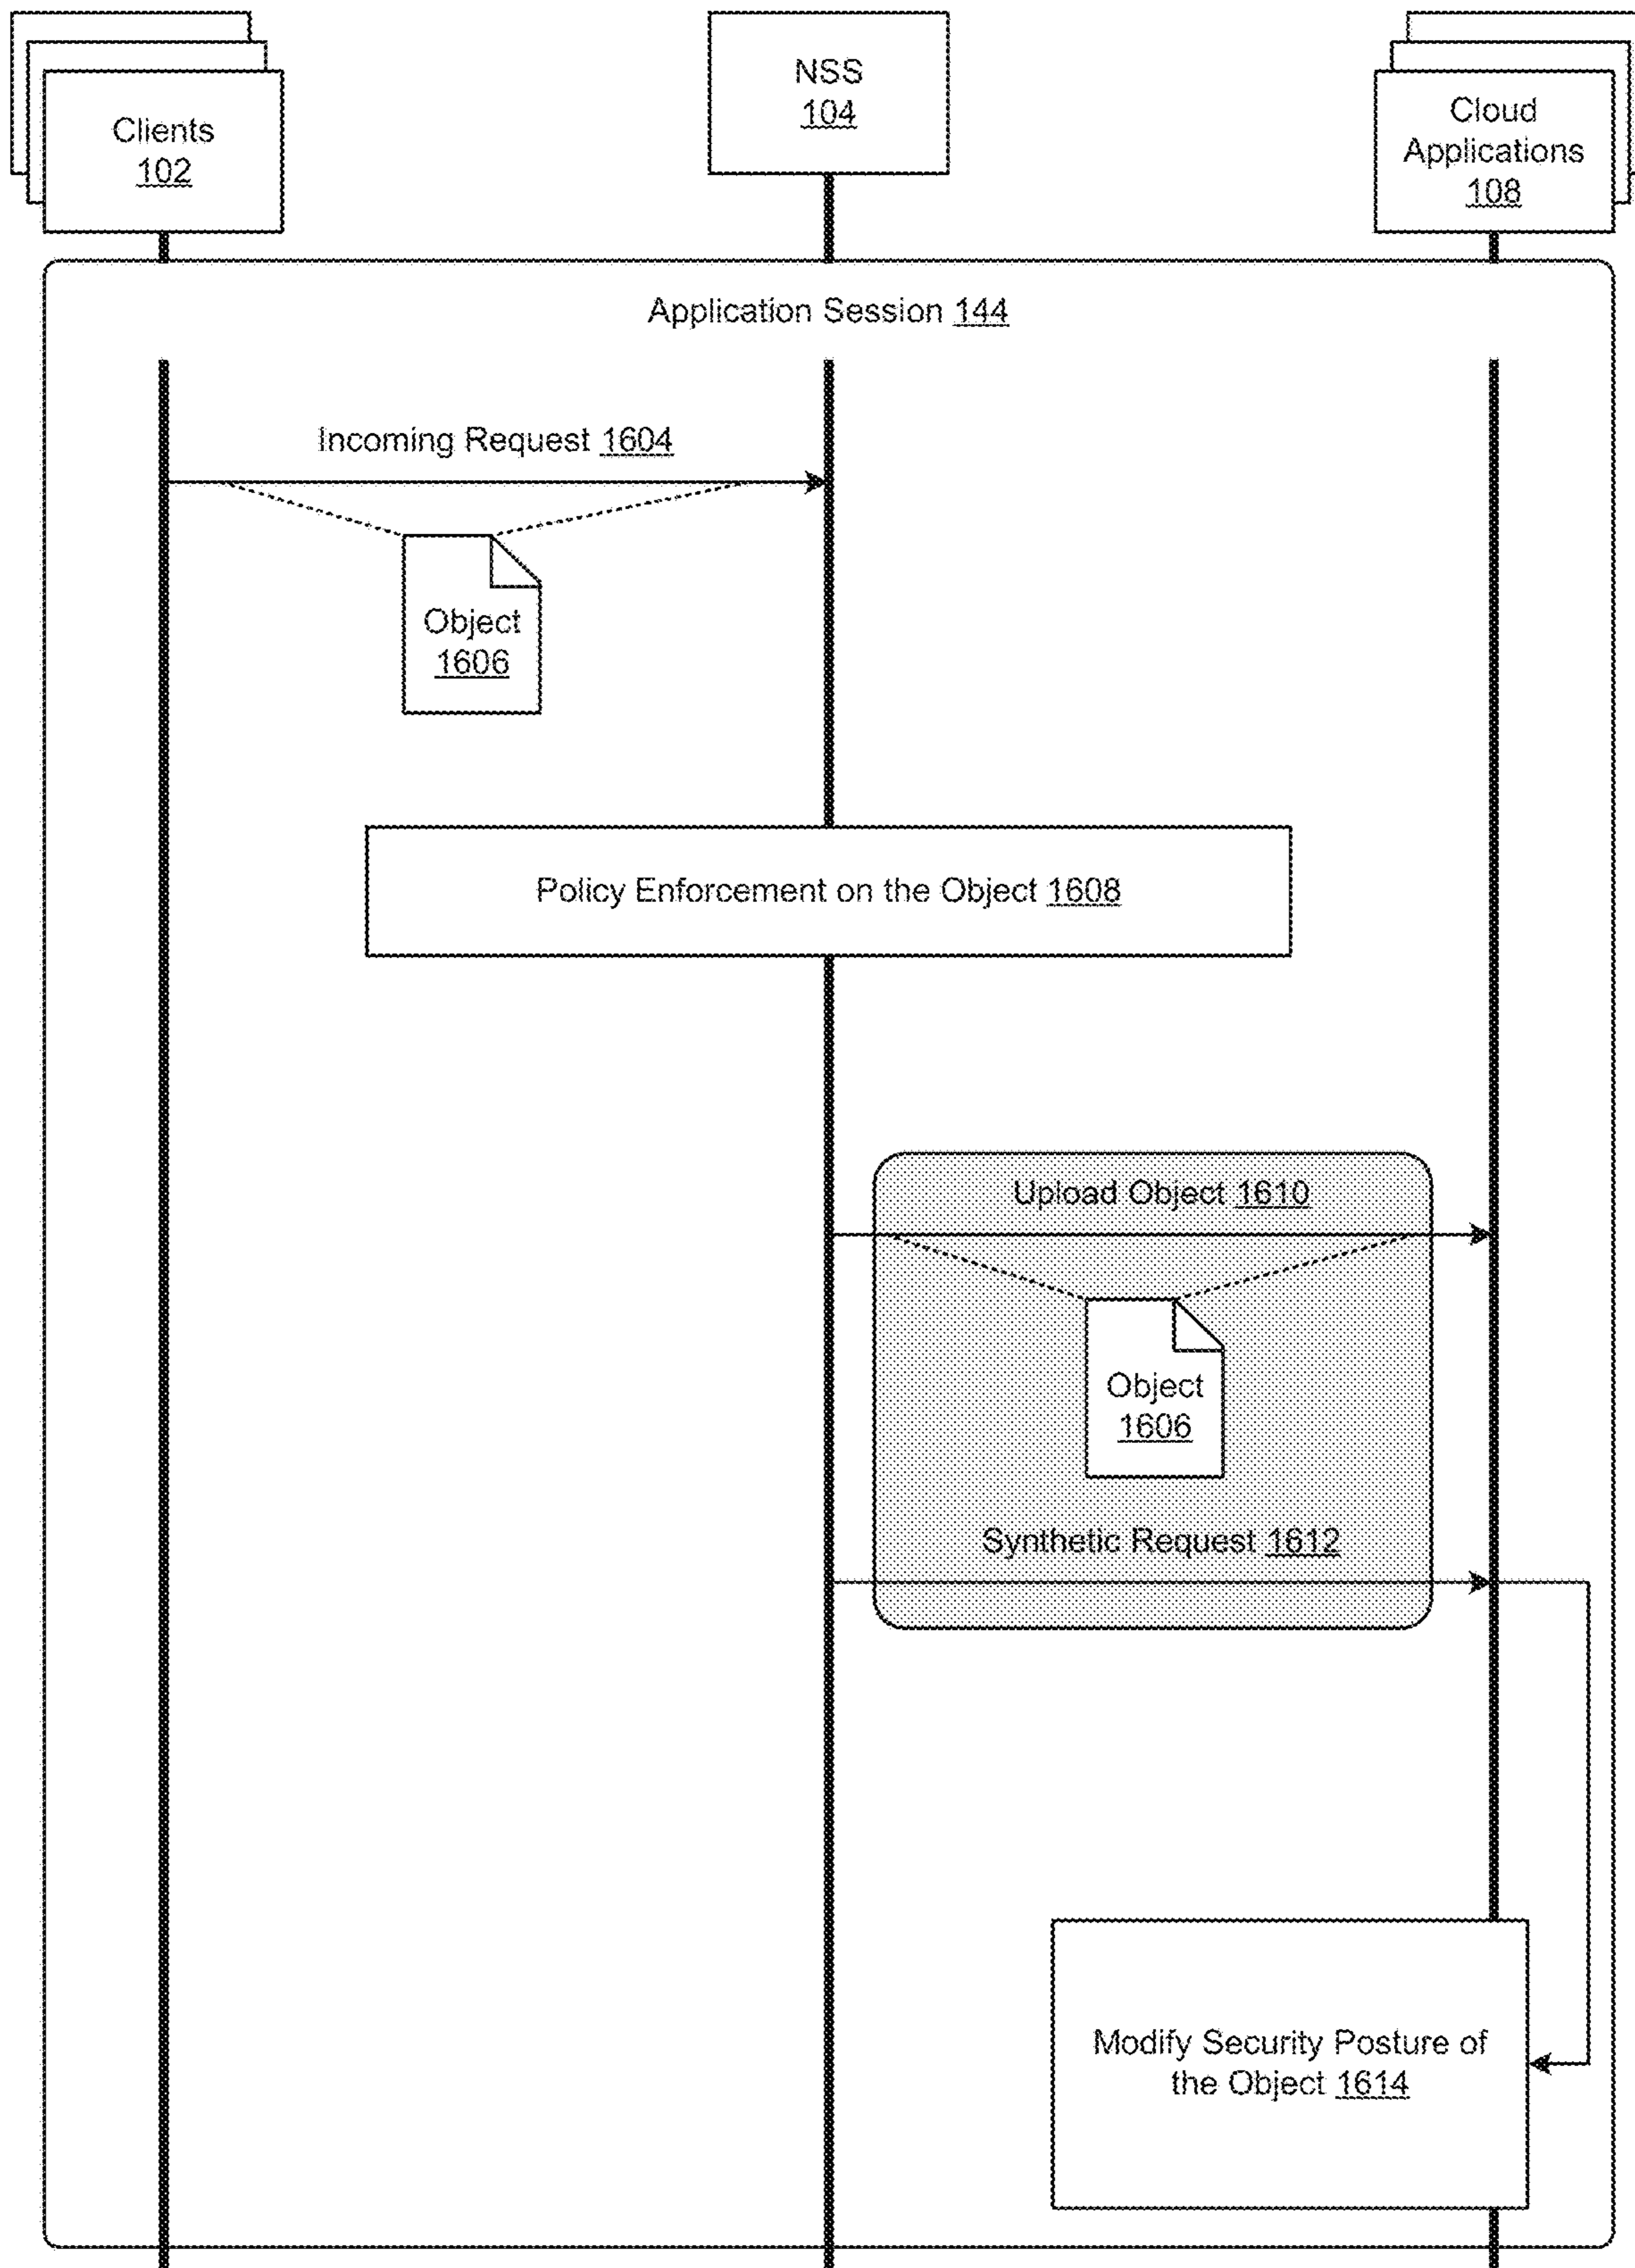 Clients
102
NSS
104
Cloud
Applications
108
Application Session 144
Incoming Request 1604
Object
1606
Policy Enforcement on the Object 1608
Upload Object 1610
Object
1606
Synthetic Request 1612
Modify Security Posture of
the Object 1614